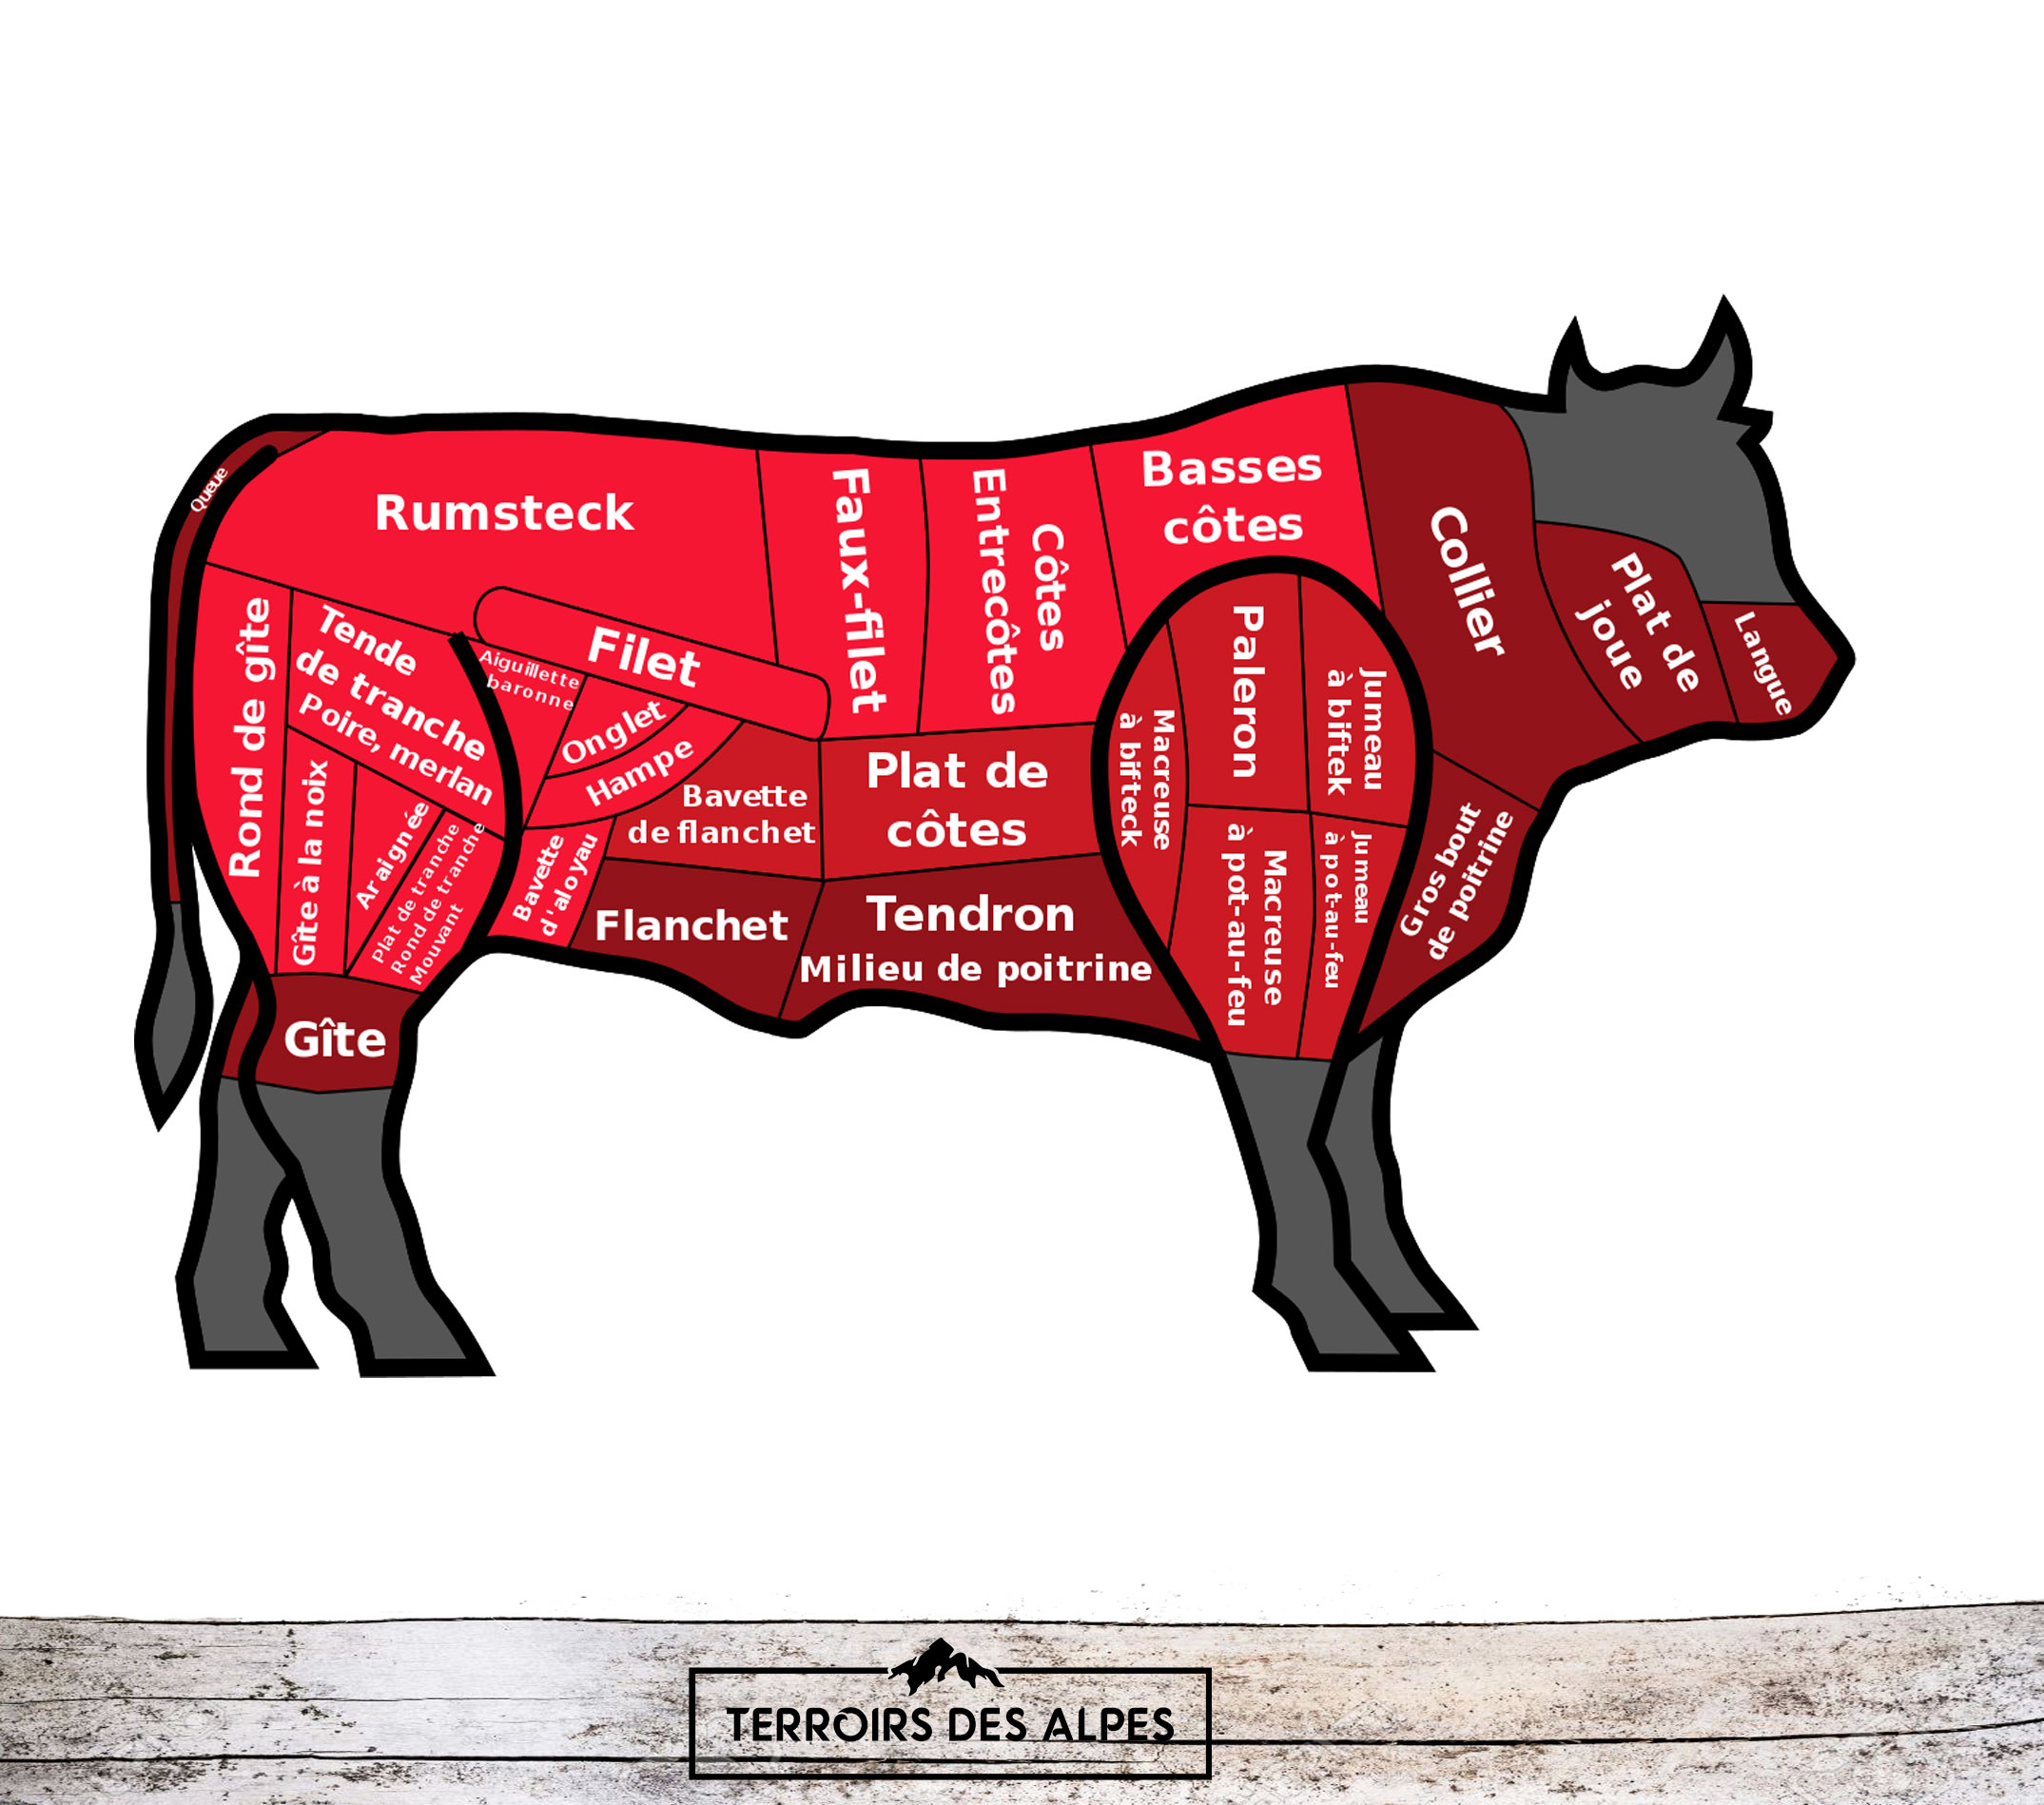 Queue
Rumsteck
Faux-filet
Entrecôtes
Côtes
Basses
côtes
Collier
Plat de
joue
Langue
Rond de gîte
Tende
de tranche
Poire, merlan
Aiguillette
baronne
Filet
Onglet
Hampe
Gîte à la noix
Araignée
Plat de tranche
Rond de tranche
Mouvant
Bavette
d'aloyau
Bavette
de flanchet
Plat de
côtes
Flanchet
Tendron
Milieu de poitrine
Macreuse
à bifteck
Paleron
Jumeau
à biftek
Macreuse
à pot-au-feu
Jumeau
à pot-au-feu
Gros bout
de poitrine
Gîte
TERROIRS DES ALPES